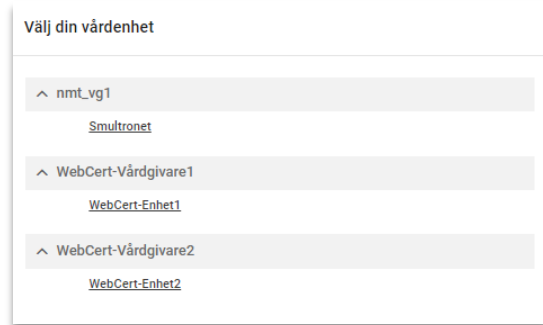 Välj din vårdenhet
nmt_vg1
Smultronet
WebCert-Vårdgivare1
WebCert-Enhet1
WebCert-Vårdgivare2
WebCert-Enhet2